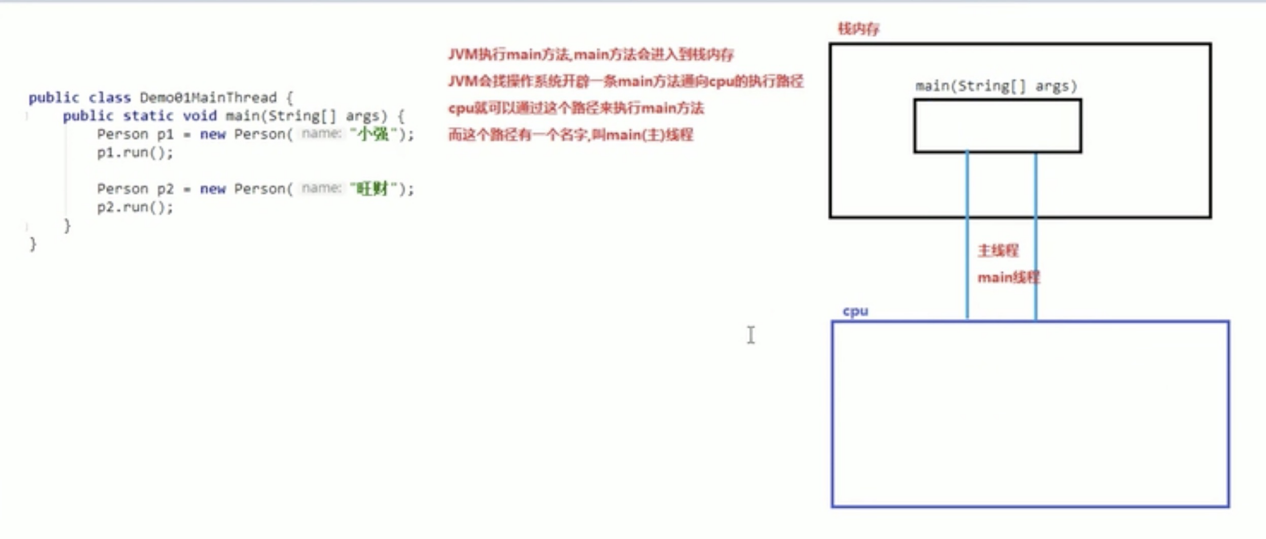 public class Demo01MainThread {
public static void main(String[] args) {
Person p1 = new Person( name: "小强");
p1.run();
Person p2 = new Person( name: "旺财");
p2.run();
}
}
JVM执行main方法,main方法会进入到栈内存
JVM会找操作系统开辟一条main方法通向cpu的执行路径
cpu就可以通过这个路径来执行main方法
而这个路径有一个名字,叫main(主)线程
栈内存
main(String[] args)
主线程
main线程
cpu